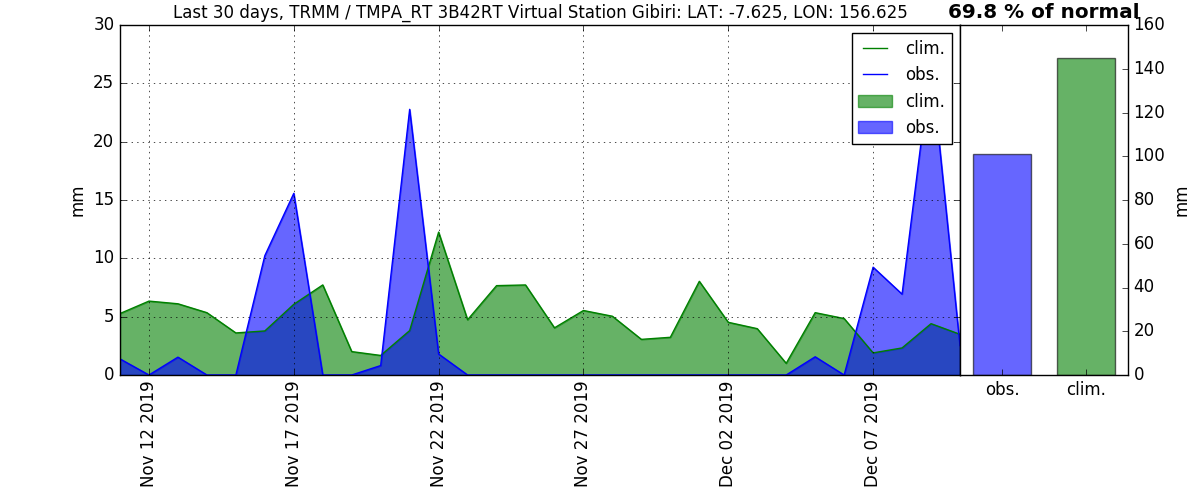 Last 30 days, TRMM / TMPA_RT 3B42RT Virtual Station Gibiri: LAT: -7.625, LON: 156.625
69.8 % of normal
30
25
20
15
10
5
0
mm
clim.
obs.
clim.
obs.
160
140
120
100
80
60
40
20
0
mm
Nov 12 2019
Nov 17 2019
Nov 22 2019
Nov 27 2019
Dec 02 2019
Dec 07 2019
obs.
clim.